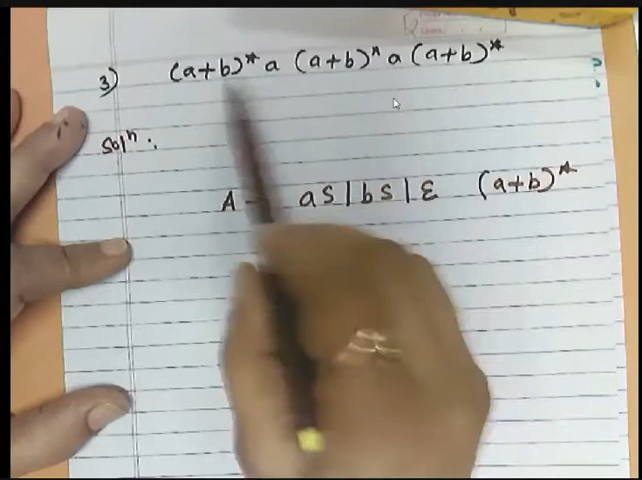 3) (a+b)* a (a+b)* a (a+b)*
Solⁿ :
A → aS | bS | ε (a+b)*